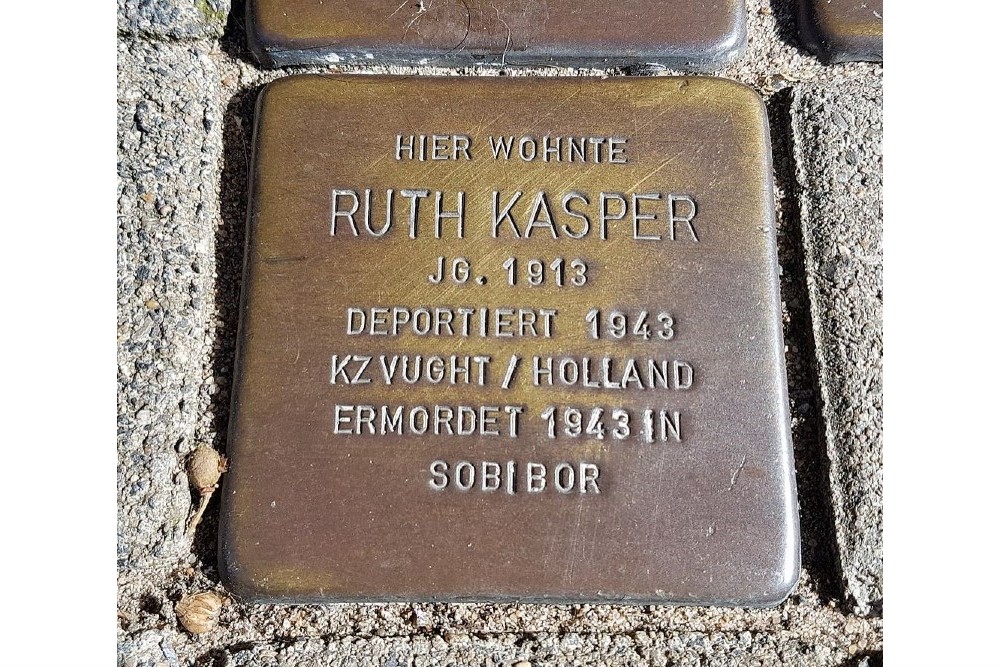 HIER WOHNTE
RUTH KASPER
JG. 1913
DEPORTIERT 1943
KZ VUGHT / HOLLAND
ERMORDET 1943 IN
SOBIBOR